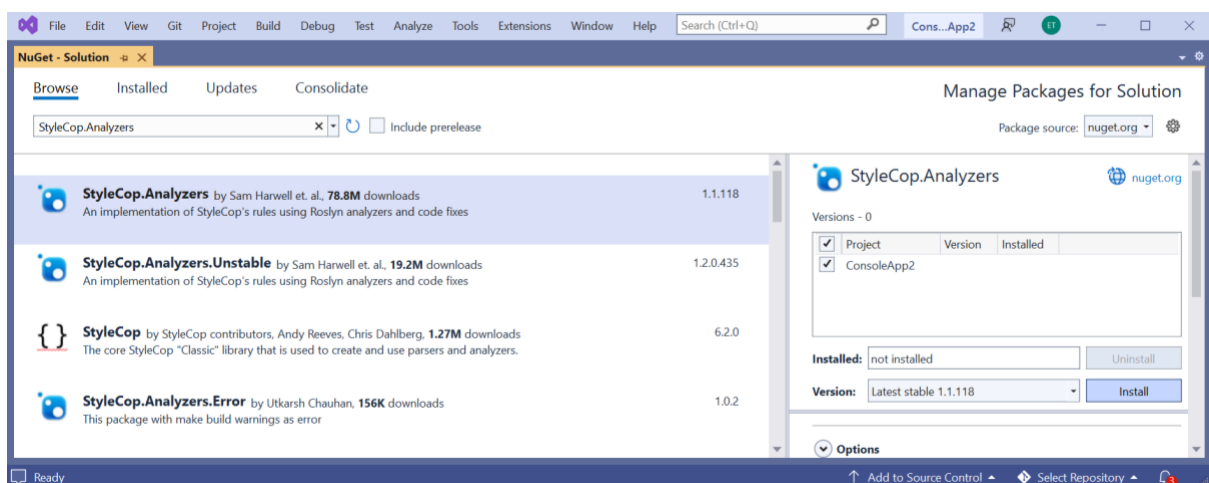 File Edit View Git Project Build Debug Test Analyze Tools Extensions Window Help Search (Ctrl+Q) Cons...App2 ET
NuGet - Solution
Browse Installed Updates Consolidate
Manage Packages for Solution
StyleCop.Analyzers Include prerelease
Package source: nuget.org
StyleCop.Analyzers by Sam Harwell et. al., 78.8M downloads 1.1.118
An implementation of StyleCop's rules using Roslyn analyzers and code fixes
StyleCop.Analyzers.Unstable by Sam Harwell et. al., 19.2M downloads 1.2.0.435
An implementation of StyleCop's rules using Roslyn analyzers and code fixes
{ } StyleCop by StyleCop contributors, Andy Reeves, Chris Dahlberg, 1.27M downloads 6.2.0
The core StyleCop "Classic" library that is used to create and use parsers and analyzers.
StyleCop.Analyzers.Error by Utkarsh Chauhan, 156K downloads 1.0.2
This package with make build warnings as error
StyleCop.Analyzers nuget.org
Versions - 0
Project Version Installed
ConsoleApp2
Installed: not installed Uninstall
Version: Latest stable 1.1.118 Install
Options
Ready Add to Source Control Select Repository 3